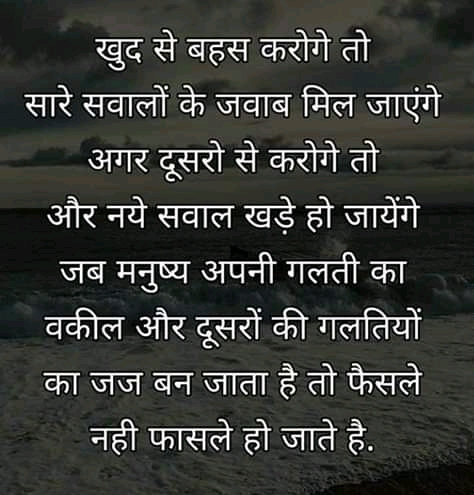 खुद से बहस करोगे तो
सारे सवालों के जवाब मिल जाएंगे
अगर दूसरो से करोगे तो
और नये सवाल खड़े हो जायेंगे
जब मनुष्य अपनी गलती का
वकील और दूसरों की गलतियों
का जज बन जाता है तो फैसले
नही फासले हो जाते है.